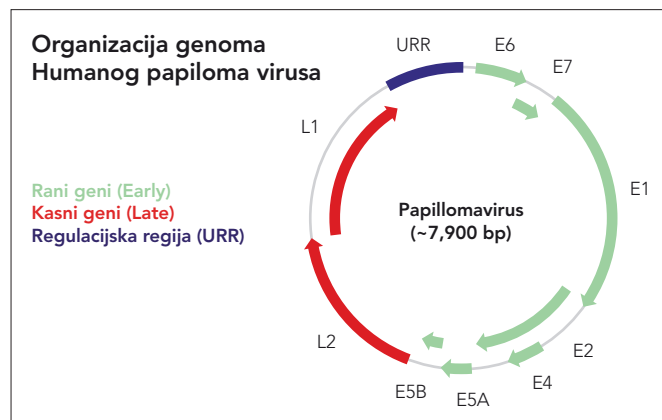 Organizacija genoma
Humanog papiloma virusa
Rani geni (Early)
Kasni geni (Late)
Regulacijska regija (URR)
URR
E6
E7
E1
E2
E4
E5A
E5B
L2
L1
Papillomavirus
(~7,900 bp)